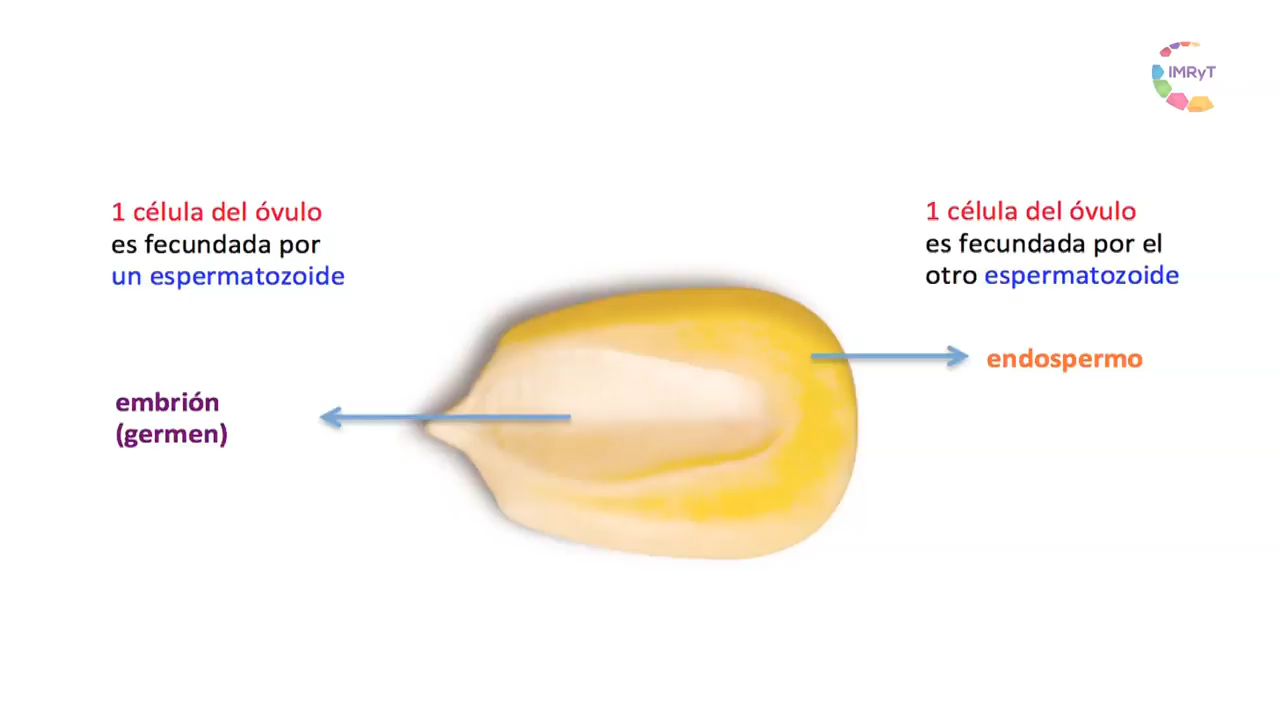 IMRyT
1 célula del óvulo
es fecundada por
un espermatozoide
1 célula del óvulo
es fecundada por el
otro espermatozoide
endospermo
embrión
(germen)